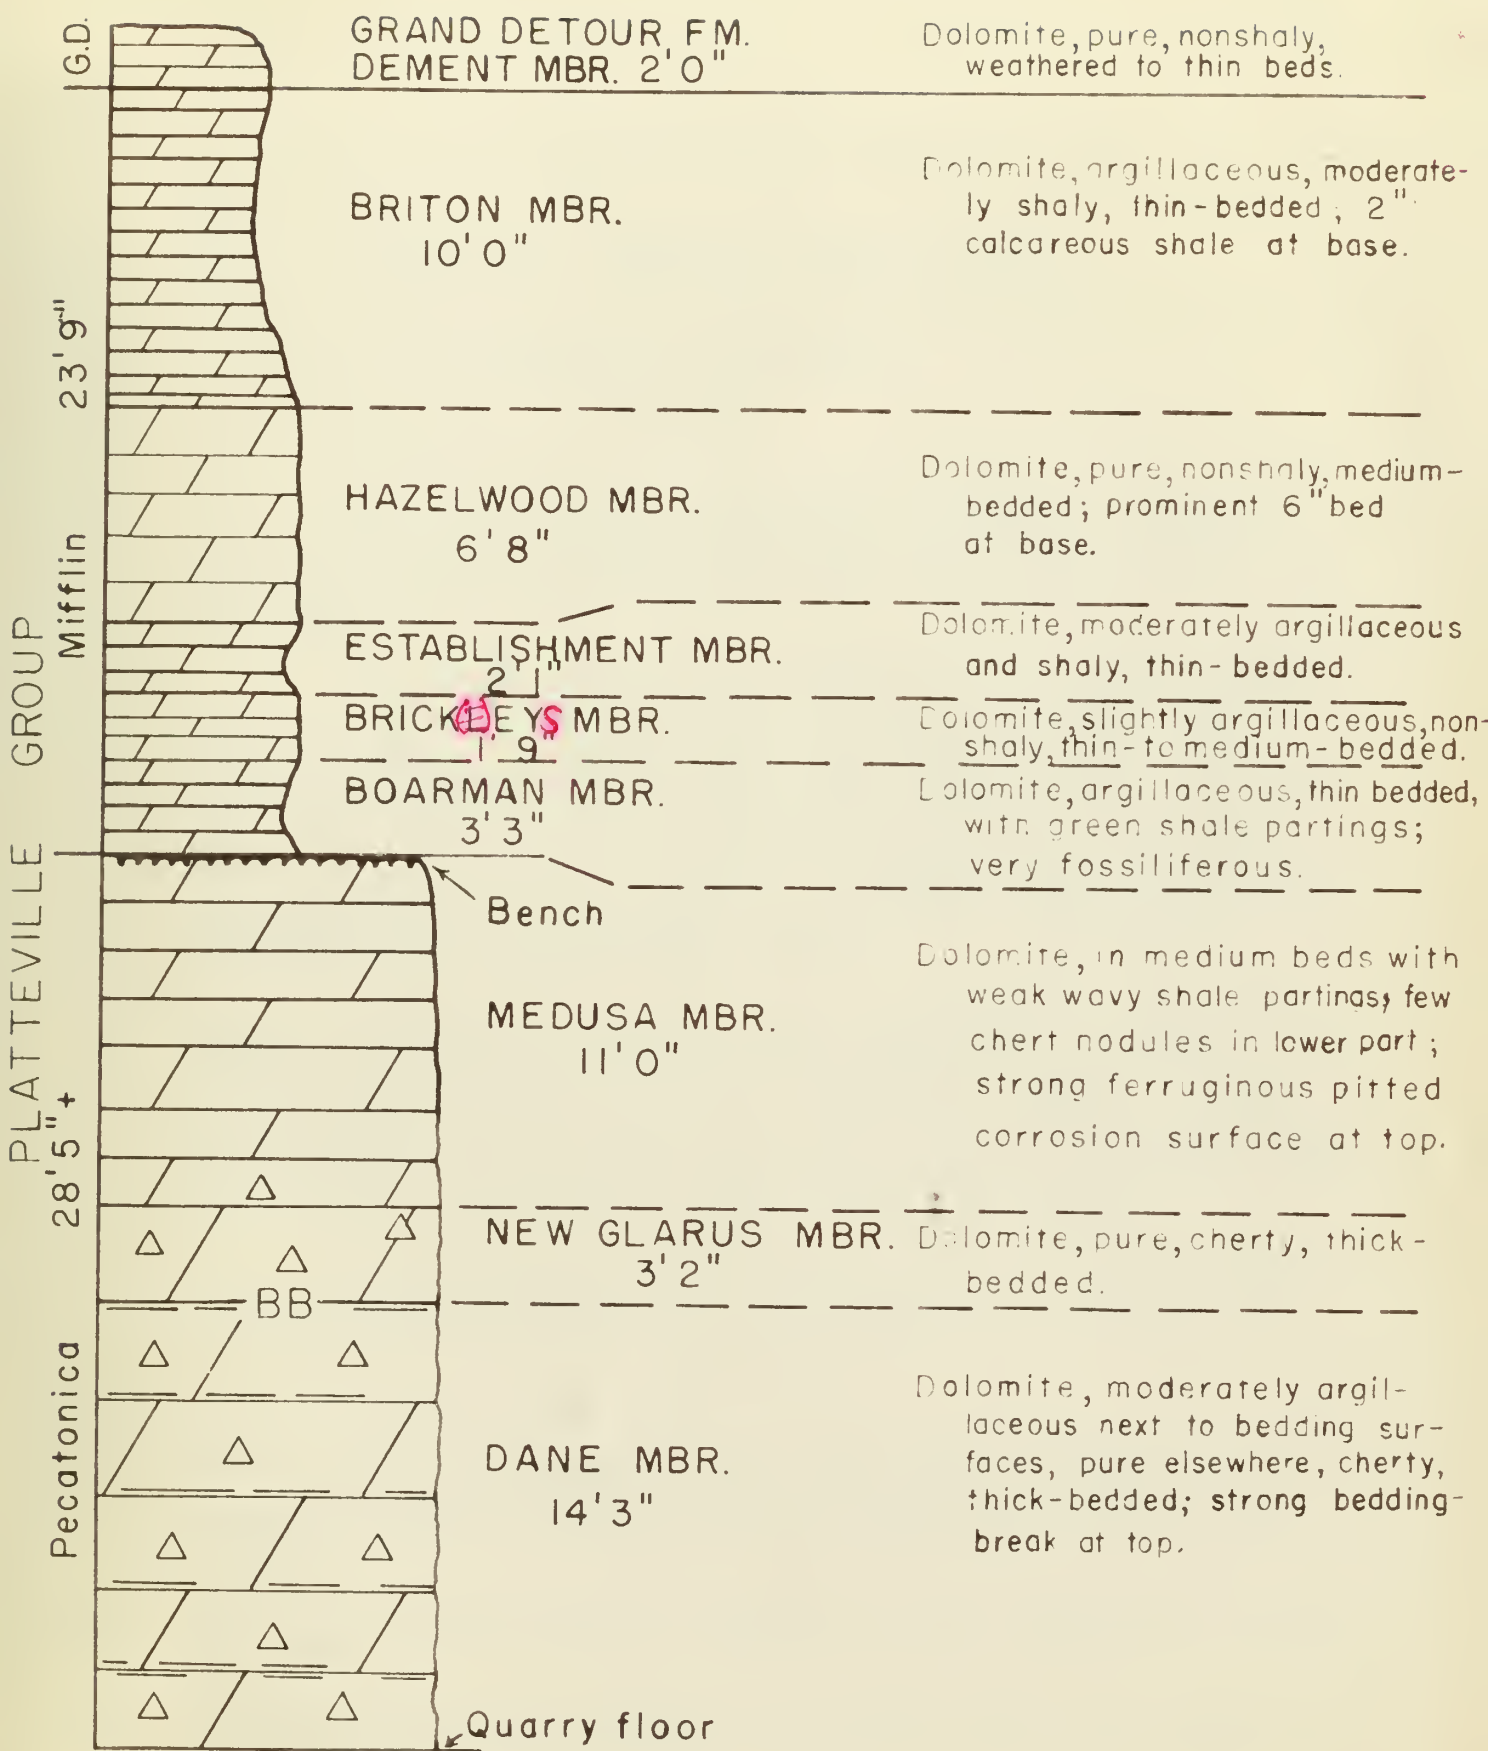 G.D.
GRAND DETOUR FM.
DEMENT MBR. 2'0"
Dolomite, pure, nonshaly,
weathered to thin beds.
PLATTEVILLE GROUP
Mifflin 23'9"
BRITON MBR.
10'0"
Dolomite, argillaceous, moderate-
ly shaly, thin-bedded; 2"
calcareous shale at base.
HAZELWOOD MBR.
6'8"
Dolomite, pure, nonshaly, medium-
bedded; prominent 6" bed
at base.
ESTABLISHMENT MBR.
2'1"
Dolomite, moderately argillaceous
and shaly, thin-bedded.
BRICKELEYS MBR.
1'9"
Dolomite, slightly argillaceous, non-
shaly, thin-to medium-bedded.
BOARMAN MBR.
3'3"
Dolomite, argillaceous, thin bedded,
with green shale partings;
very fossiliferous.
Bench
Pecatonica 28'5"+
MEDUSA MBR.
11'0"
Dolomite, in medium beds with
weak wavy shale partings, few
chert nodules in lower part;
strong ferruginous pitted
corrosion surface at top.
NEW GLARUS MBR.
3'2"
Dolomite, pure, cherty, thick-
bedded.
BB
DANE MBR.
14'3"
Dolomite, moderately argil-
laceous next to bedding sur-
faces, pure elsewhere, cherty,
thick-bedded; strong bedding-
break at top.
Quarry floor